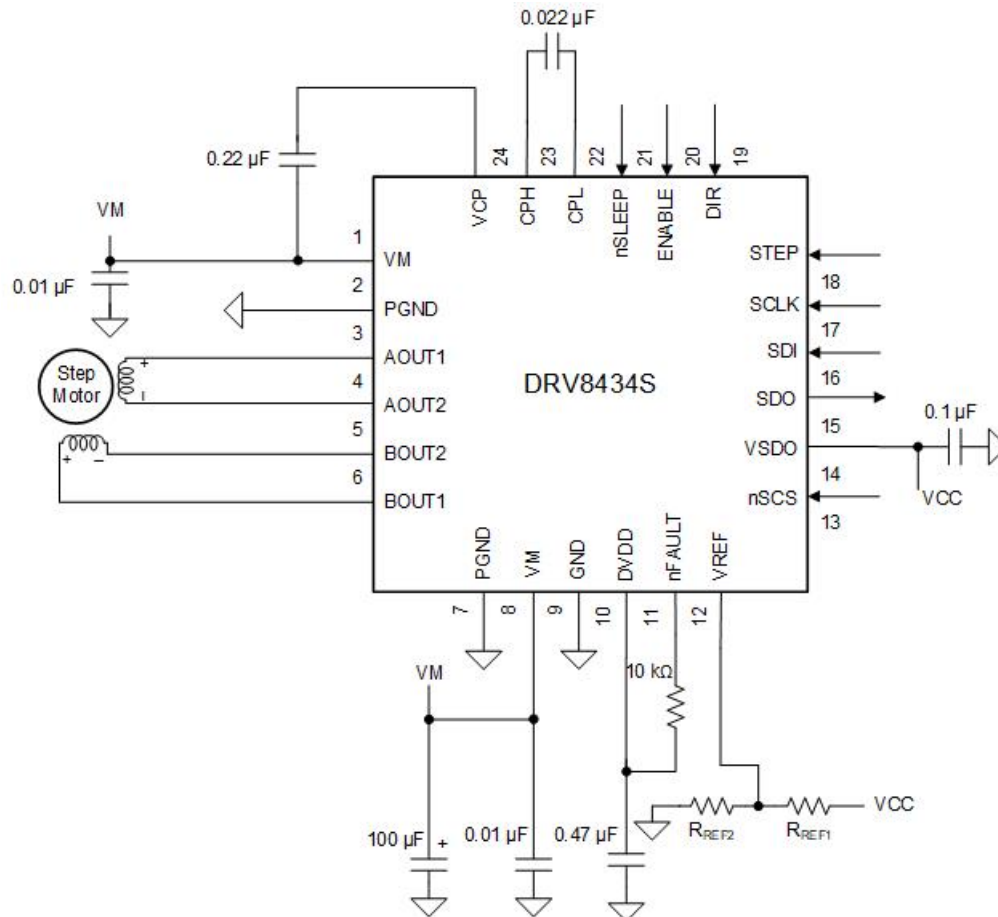 0.022 µF
0.22 µF
24
23
22
21
20
19
VCP
CPH
CPL
nSLEEP
ENABLE
DIR
VM
0.01 µF
1
VM
2
PGND
3
AOUT1
4
AOUT2
5
BOUT2
6
BOUT1
Step
Motor
+
–
+
–
DRV8434S
STEP
18
SCLK
17
SDI
16
SDO
15
VSDO
14
nSCS
13
0.1 µF
VCC
PGND
VM
GND
DVDD
nFAULT
VREF
7
8
9
10
11
12
VM
10 kΩ
100 µF
+
0.01 µF
0.47 µF
RREF2
RREF1
VCC